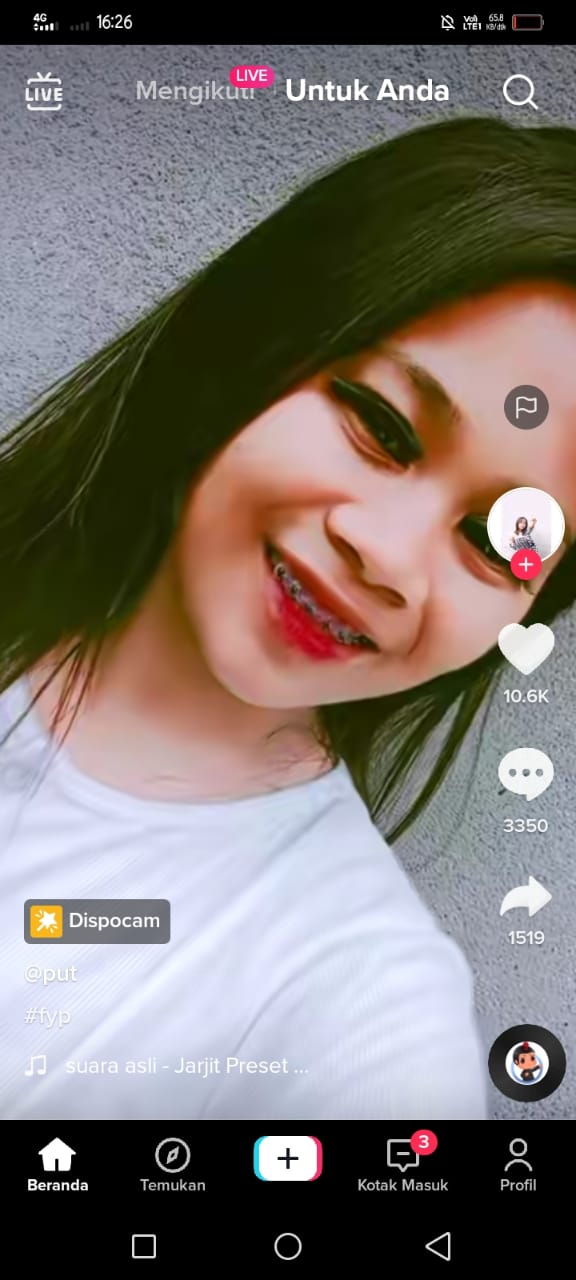 4G 16:26 Voli LTE1 65.8 KB/dtk
LIVE Mengikuti LIVE Untuk Anda
10.6K
3350
Dispocam
1519
@put
#fyp
suara asli - Jarjit Preset ...
Beranda Temukan Kotak Masuk 3 Profil